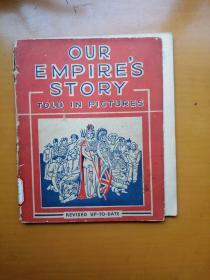 OUR
EMPIRE'S
STORY
TOLD IN PICTURES
REVISED UP-TO-DATE